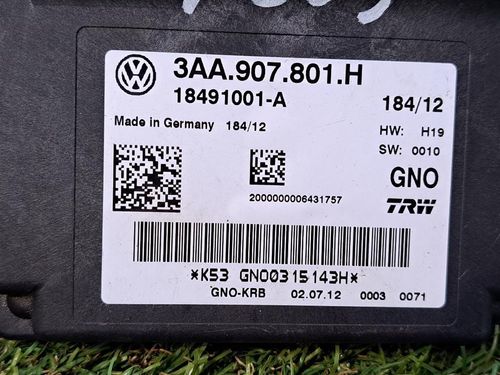 3AA.907.801.H
18491001-A 184/12
Made in Germany 184/12 HW: H19
SW: 0010
GNO
2000000006431757
TRW
*K53 GNO0315143H*
GNO-KRB 02.07.12 0003 0071